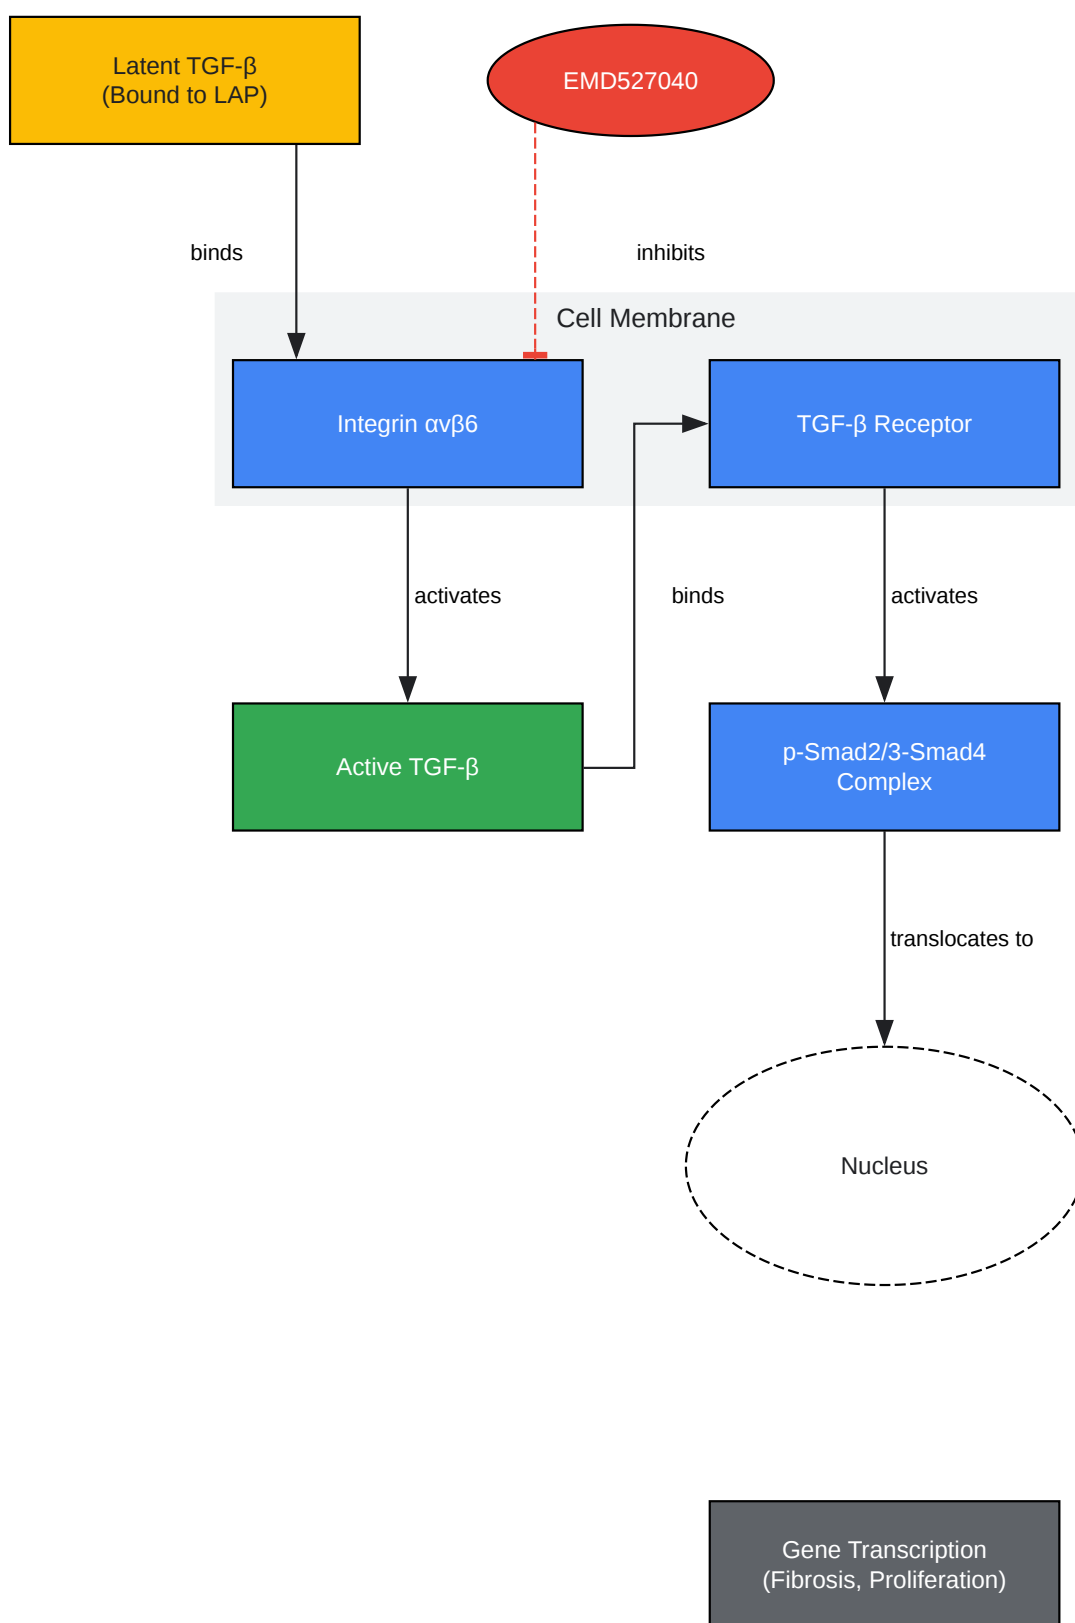 Latent TGF-β
(Bound to LAP)
EMD527040
binds
inhibits
Cell Membrane
Integrin αvβ6
TGF-β Receptor
activates
binds
activates
Active TGF-β
p-Smad2/3-Smad4
Complex
translocates to
Nucleus
Gene Transcription
(Fibrosis, Proliferation)